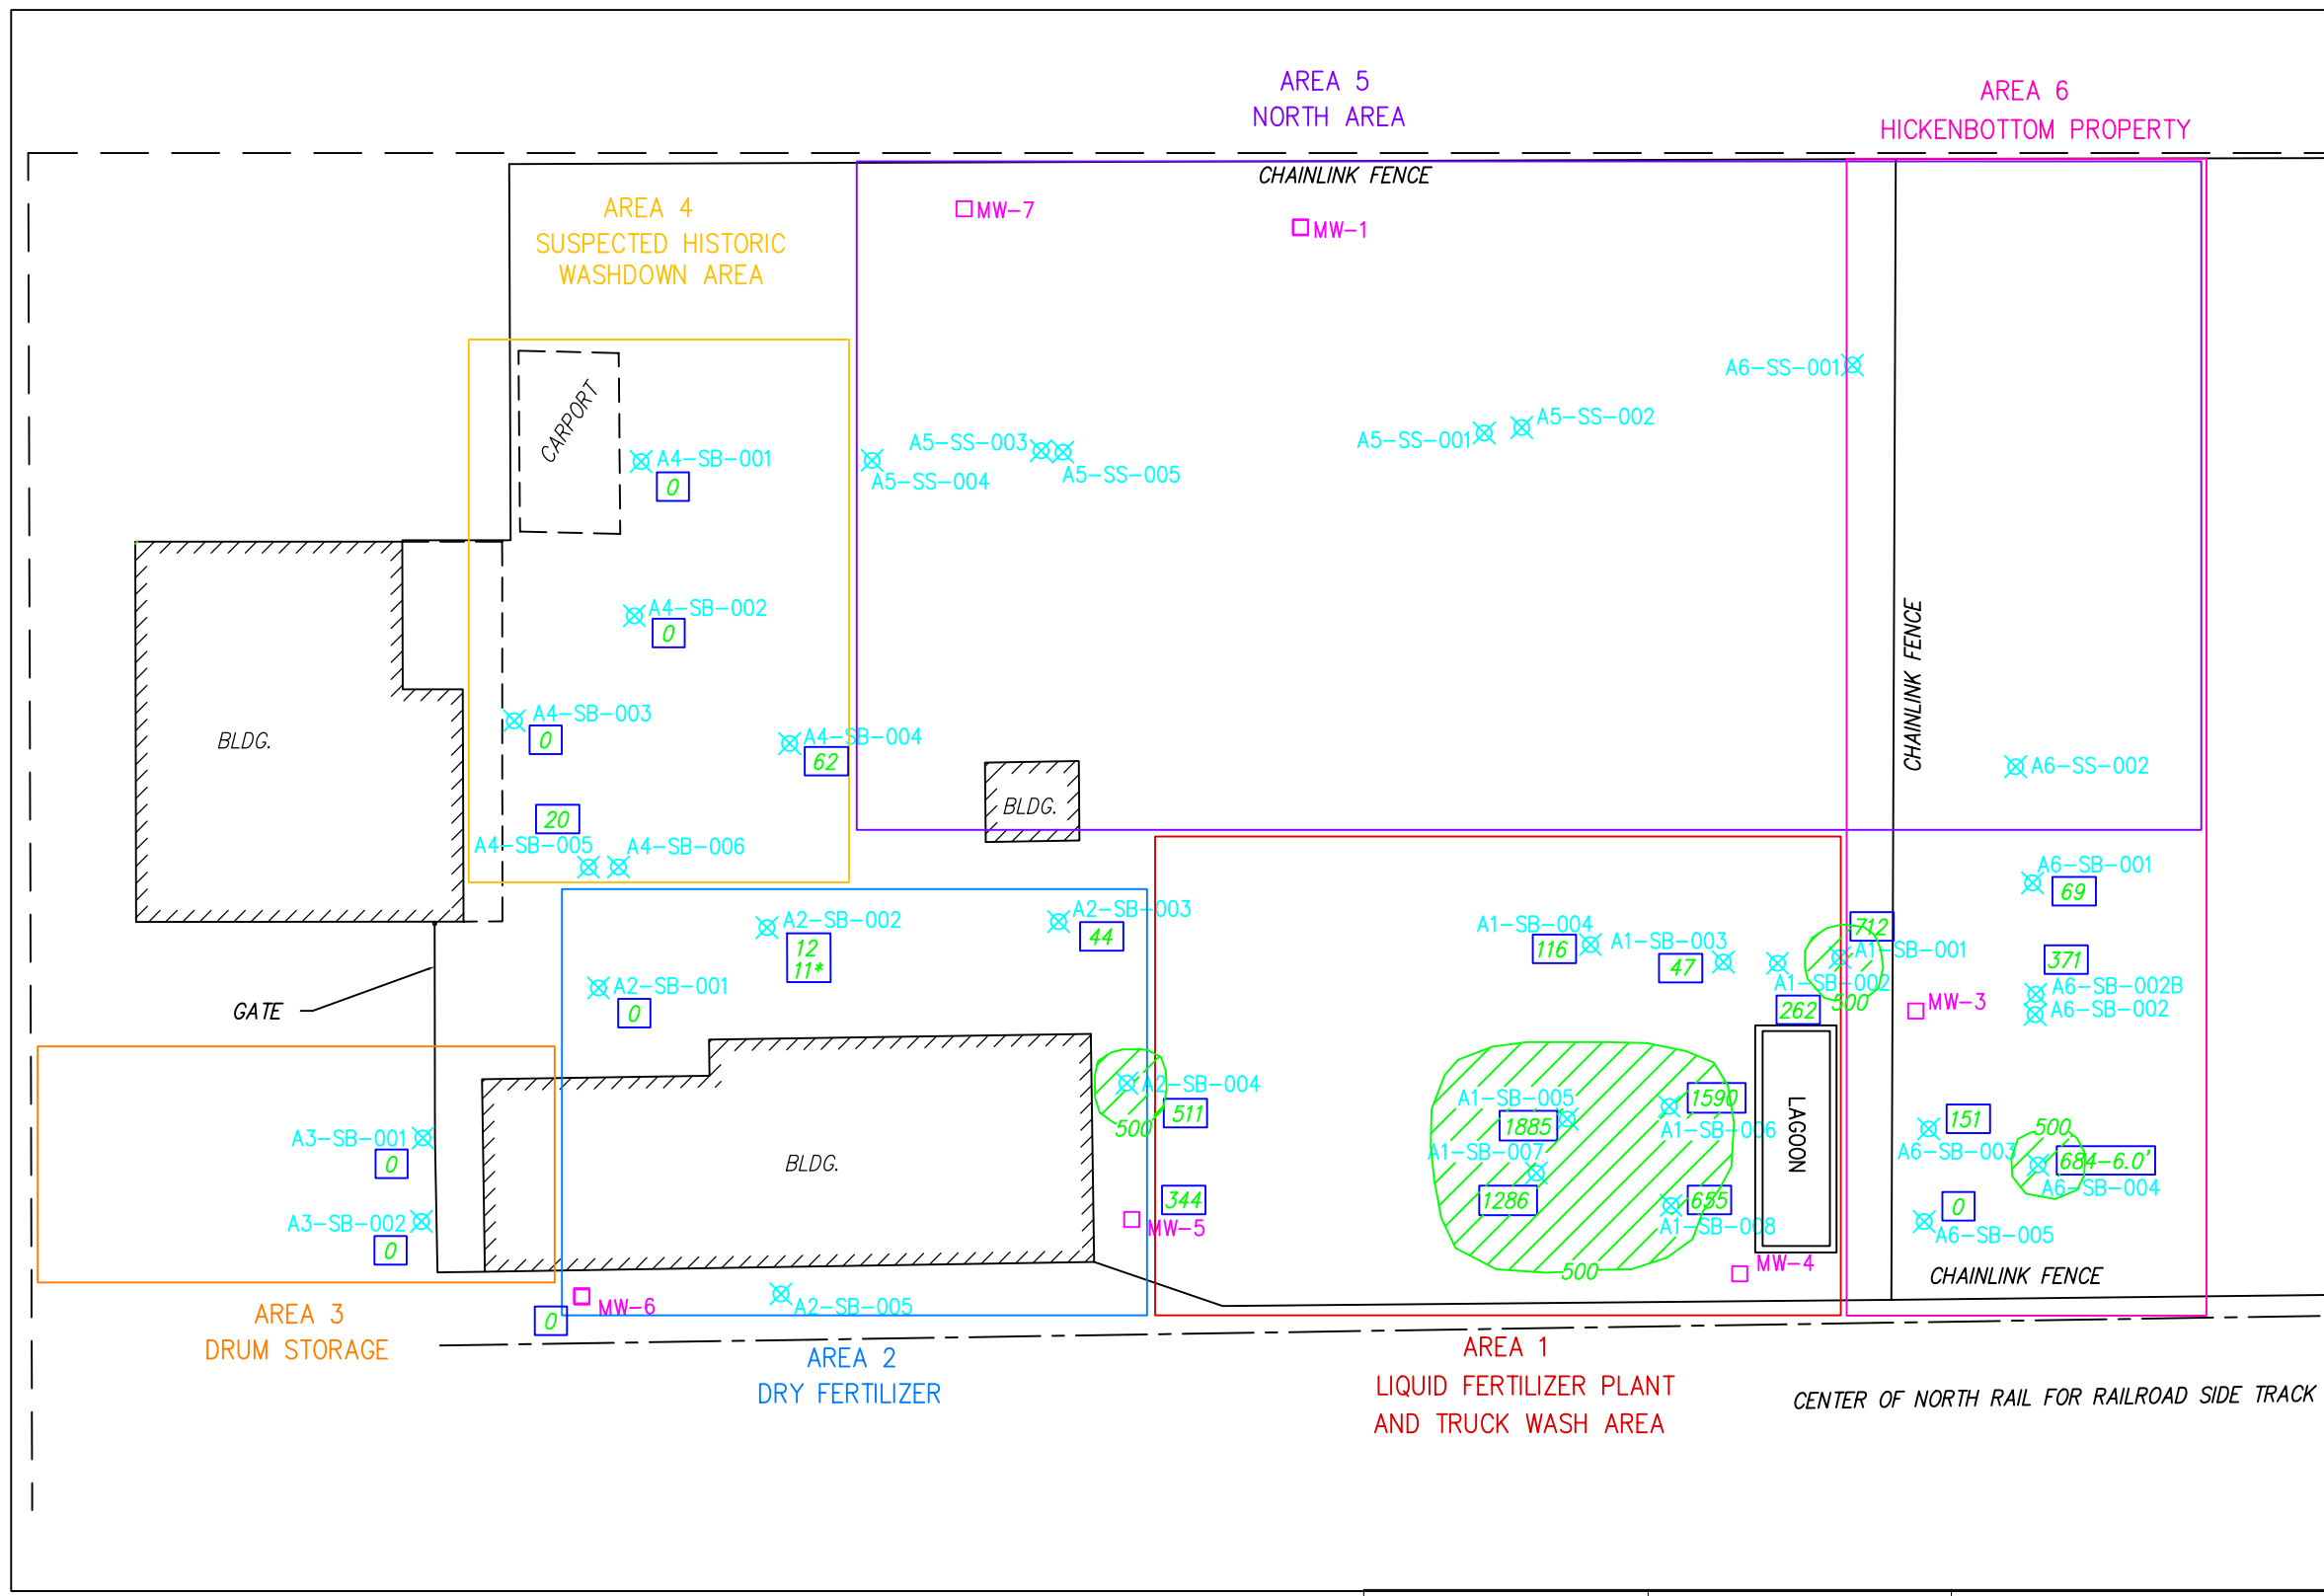 AREA 5
NORTH AREA
AREA 6
HICKENBOTTOM PROPERTY
CHAINLINK FENCE
AREA 4
SUSPECTED HISTORIC
WASHDOWN AREA
MW-7
MW-1
A6-SS-001
CARPORT
A4-SB-001
0
A5-SS-003
A5-SS-004
A5-SS-005
A5-SS-001
A5-SS-002
A4-SB-002
0
CHAINLINK FENCE
A4-SB-003
0
BLDG.
A4-SB-004
62
A6-SS-002
BLDG.
20
A4-SB-005
A4-SB-006
A6-SB-001
69
A2-SB-002
12
11*
A2-SB-003
44
A1-SB-004
116
A1-SB-003
47
712
A1-SB-001
A1-SB-002
262
500
371
A6-SB-002B
A6-SB-002
MW-3
A2-SB-001
0
GATE
A2-SB-004
511
500
A1-SB-005
1885
1590
A1-SB-006
A1-SB-007
1286
655
A1-SB-008
500
LAGOON
151
A6-SB-003
500
684-6.0'
A6-SB-004
0
A6-SB-005
A3-SB-001
0
A3-SB-002
0
BLDG.
344
MW-5
MW-4
CHAINLINK FENCE
MW-6
0
A2-SB-005
AREA 3
DRUM STORAGE
AREA 2
DRY FERTILIZER
AREA 1
LIQUID FERTILIZER PLANT
AND TRUCK WASH AREA
CENTER OF NORTH RAIL FOR RAILROAD SIDE TRACK